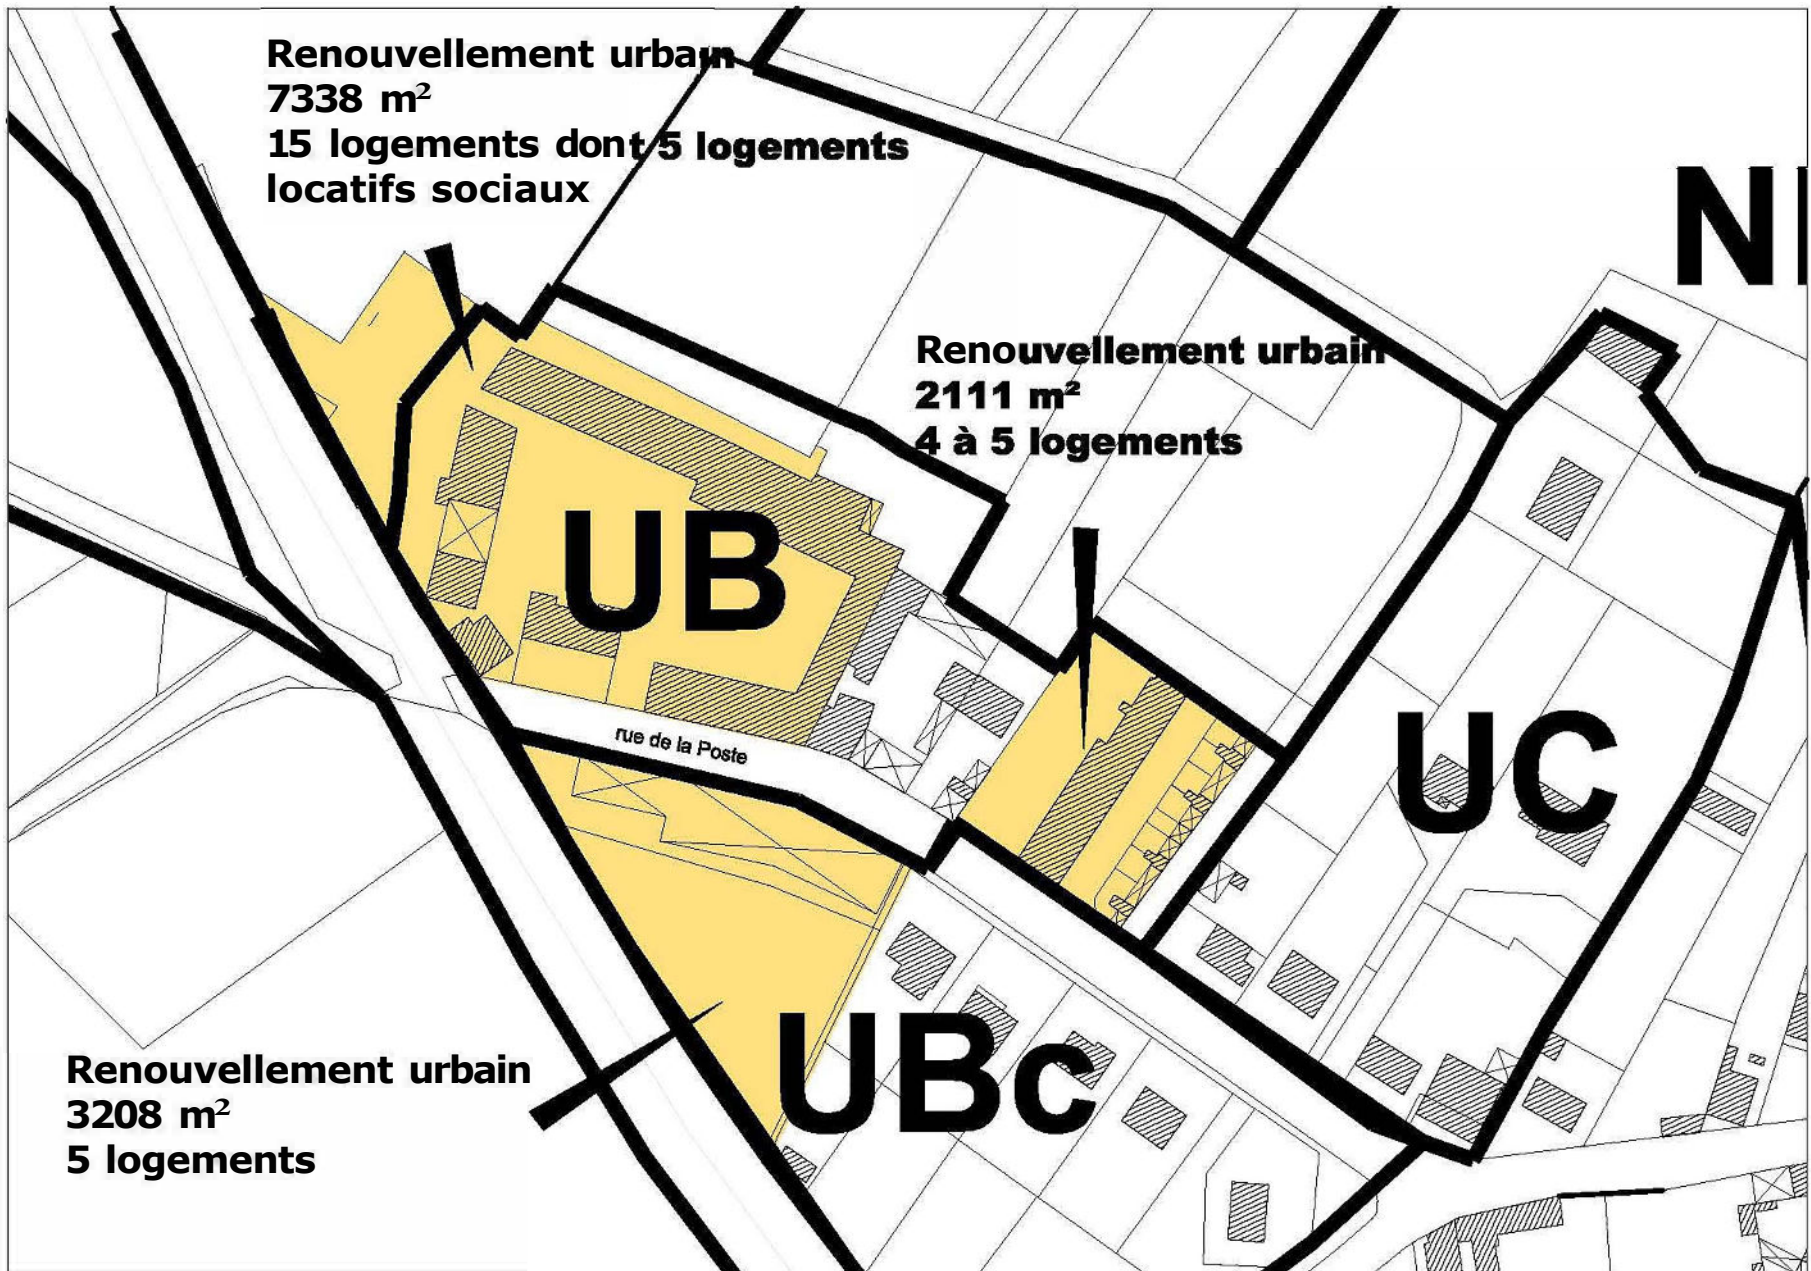 Renouvellement urbain
7338 m²
15 logements dont 5 logements
locatifs sociaux
Renouvellement urbain
2111 m²
4 à 5 logements
UB
rue de la Poste
UC
UBc
Renouvellement urbain
3208 m²
5 logements